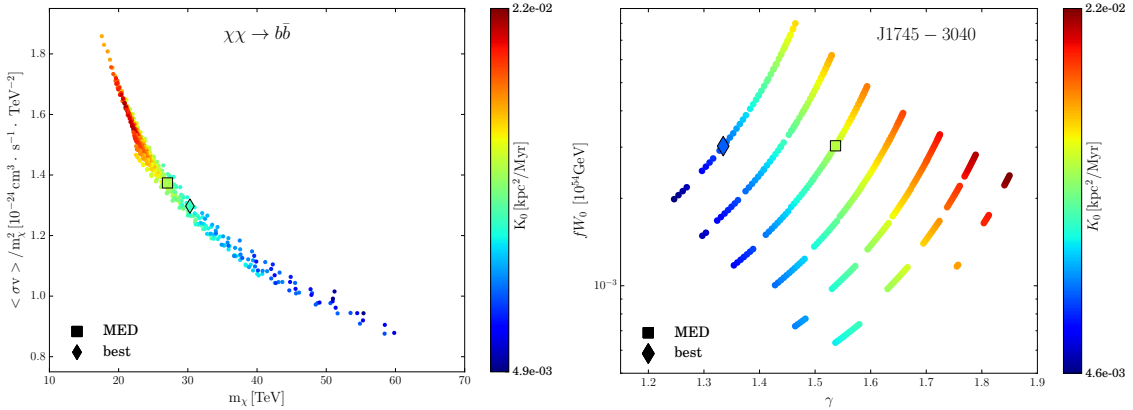 χχ → bb̄
MED
best
< σv > /m²χ [10⁻²⁴ cm³ · s⁻¹ · TeV⁻²]
0.8
1.0
1.2
1.4
1.6
1.8
10 20 30 40 50 60 70
mχ [TeV]
2.2e-02
K₀ [kpc²/Myr]
4.9e-03
J1745 − 3040
MED
best
fW₀ [10⁵⁴GeV]
10⁻³
1.2 1.3 1.4 1.5 1.6 1.7 1.8 1.9
γ
2.2e-02
K₀ [kpc²/Myr]
4.6e-03